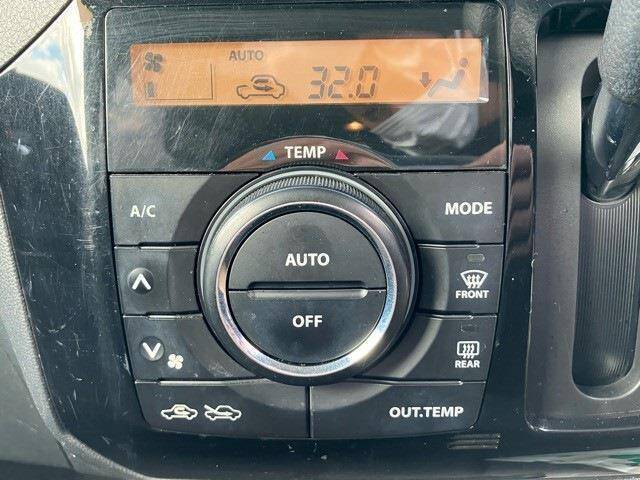 AUTO
32.0
TEMP
A/C
MODE
AUTO
OFF
FRONT
REAR
OUT.TEMP